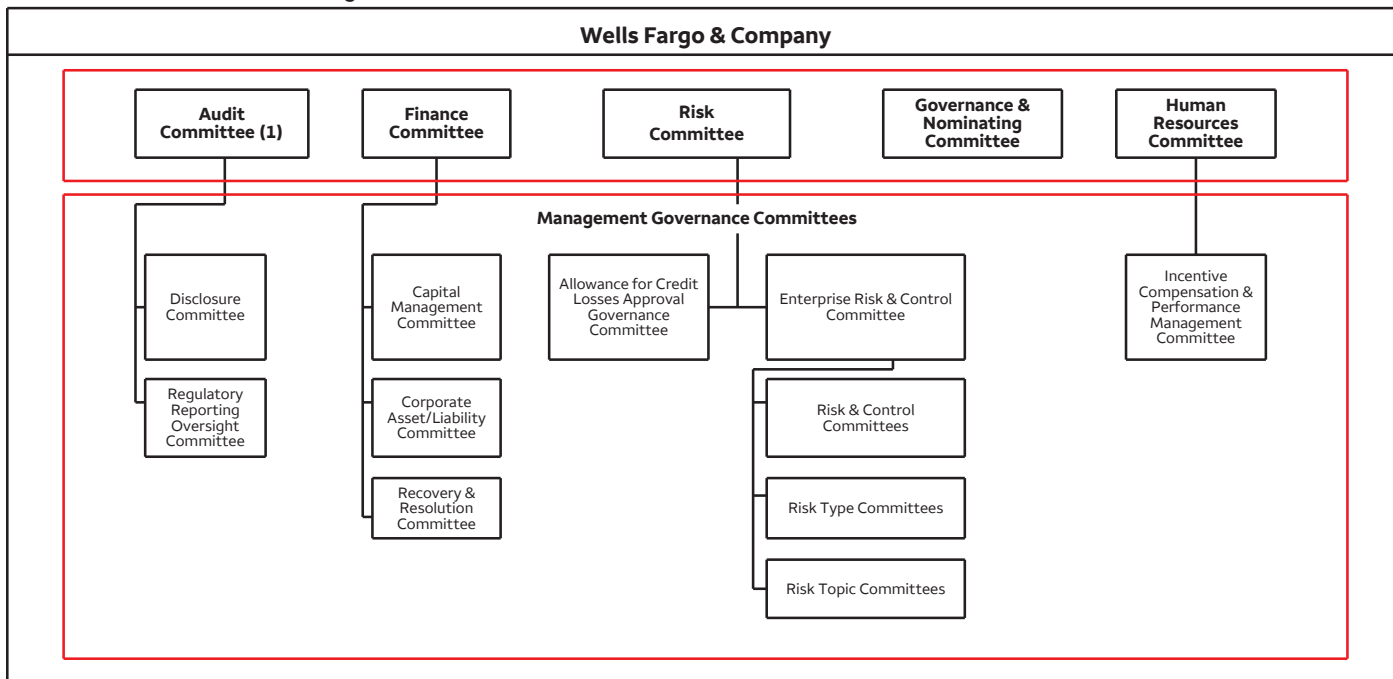 Wells Fargo & Company
Audit
Committee (1)
Finance
Committee
Risk
Committee
Governance &
Nominating
Committee
Human
Resources
Committee
Management Governance Committees
Disclosure
Committee
Capital
Management
Committee
Allowance for Credit
Losses Approval
Governance
Committee
Enterprise Risk & Control
Committee
Incentive
Compensation &
Performance
Management
Committee
Regulatory
Reporting
Oversight
Committee
Corporate
Asset/Liability
Committee
Risk & Control
Committees
Recovery &
Resolution
Committee
Risk Type Committees
Risk Topic Committees